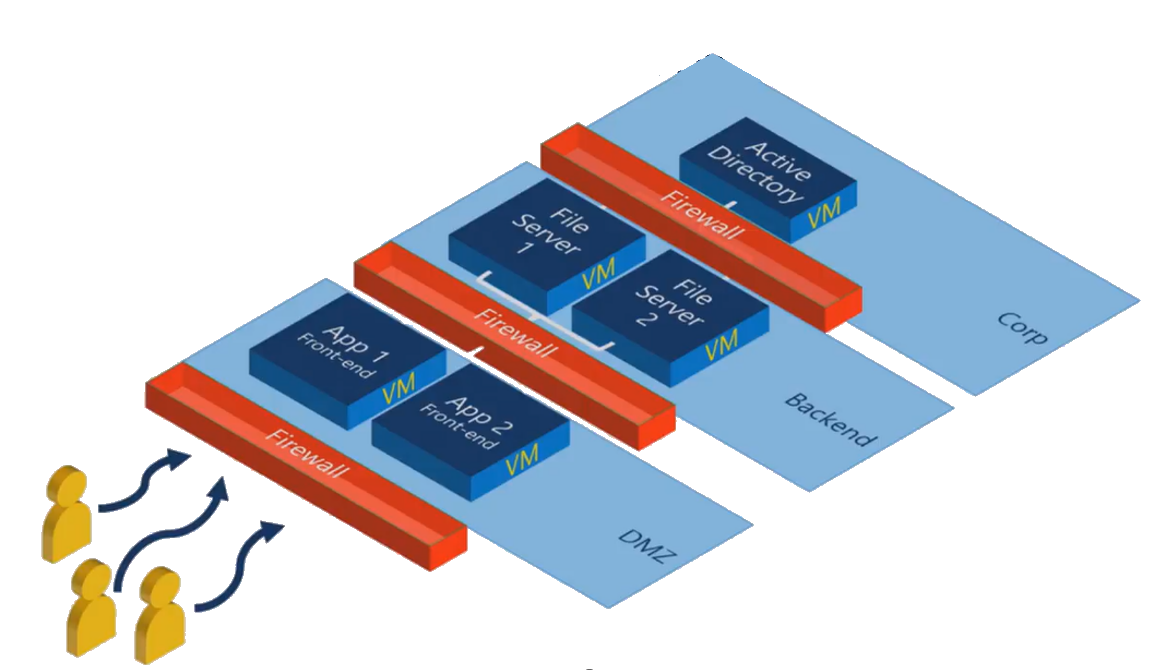 Active
Directory
VM
Firewall
Corp
File
Server
1
VM
File
Server
2
VM
Firewall
Backend
App 1
Front-end
VM
App 2
Front-end
VM
Firewall
DMZ